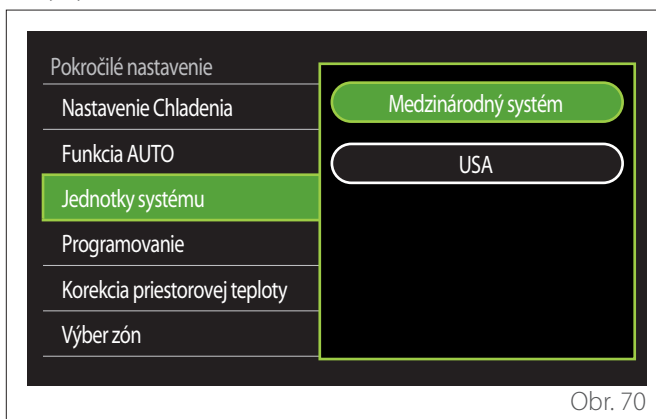 Pokročilé nastavenie
Nastavenie Chladenia
Funkcia AUTO
Jednotky systému
Programovanie
Korekcia priestorovej teploty
Výber zón
Medzinárodný systém
USA
Obr. 70